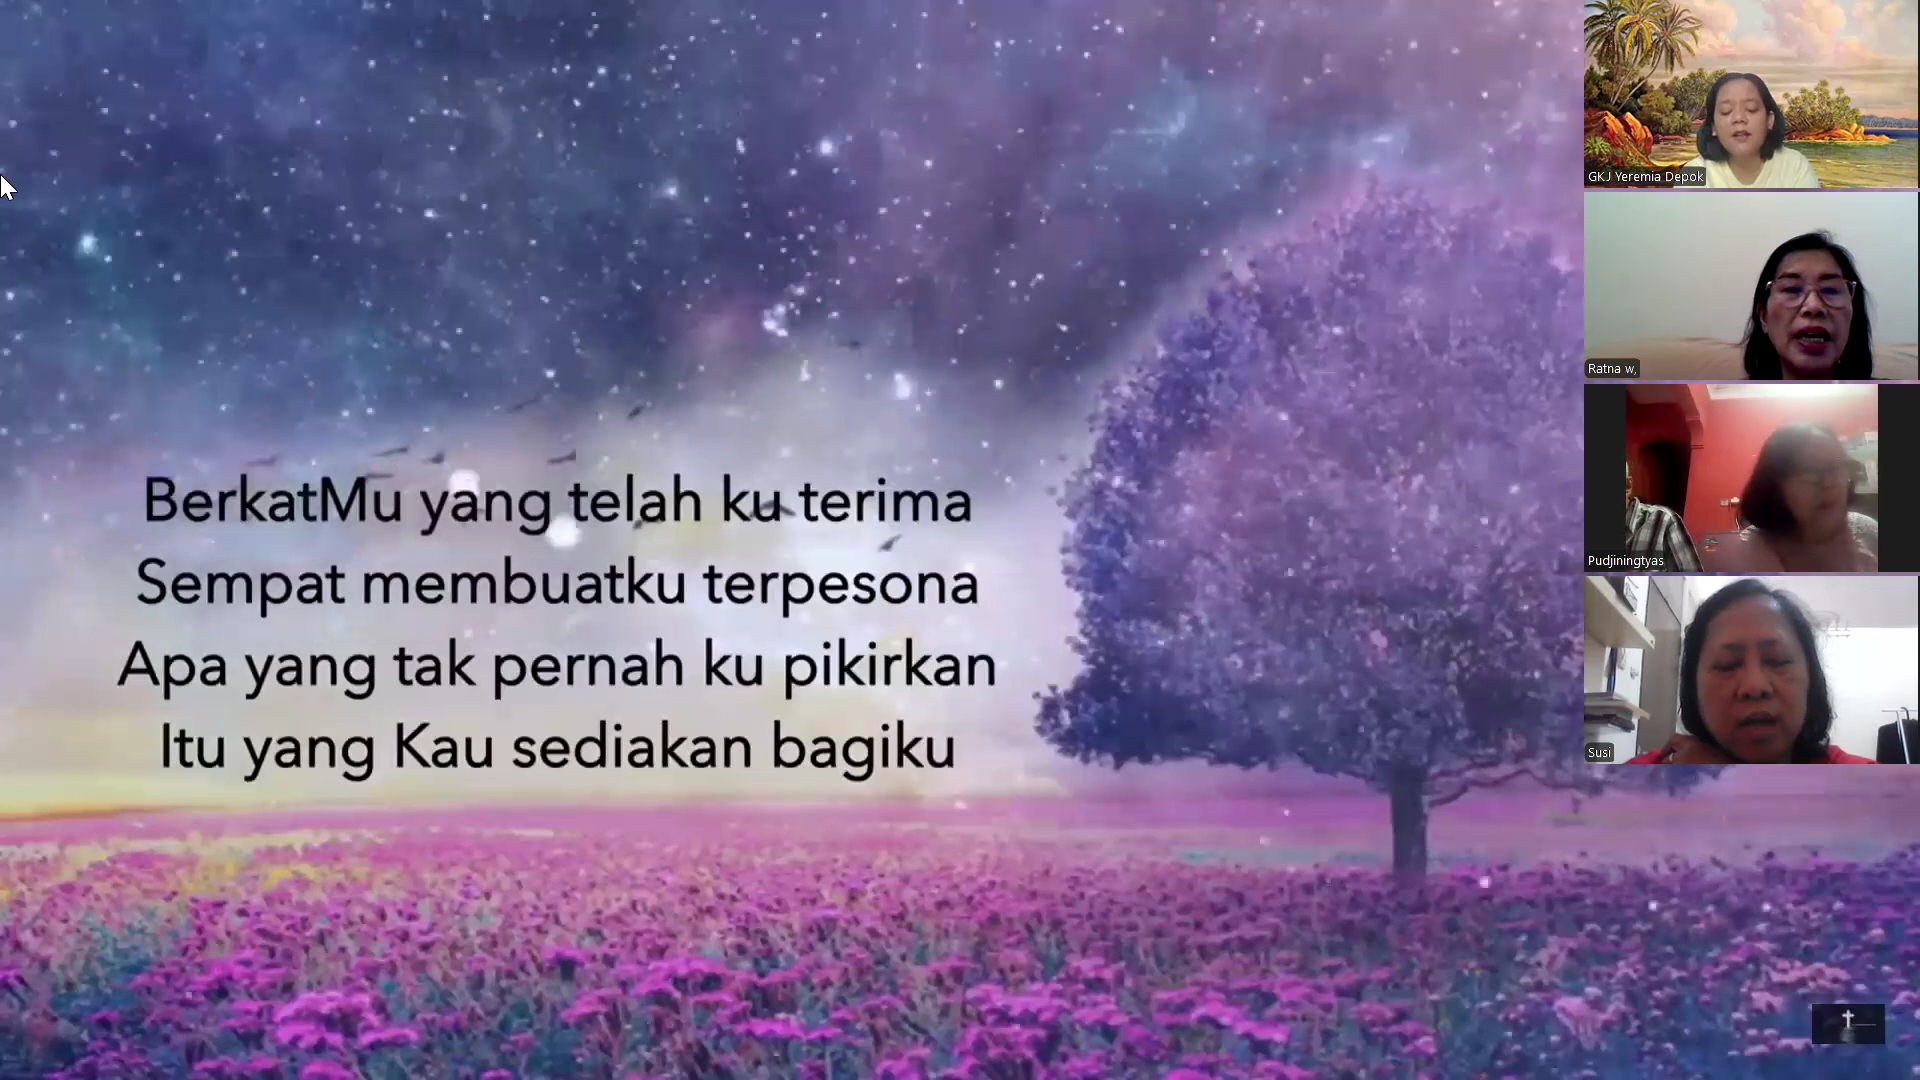 BerkatMu yang telah ku terima
Sempat membuatku terpesona
Apa yang tak pernah ku pikirkan
Itu yang Kau sediakan bagiku
GKJ Yeremia Depok
Ratna w,
Pudjiningtyas
Susi